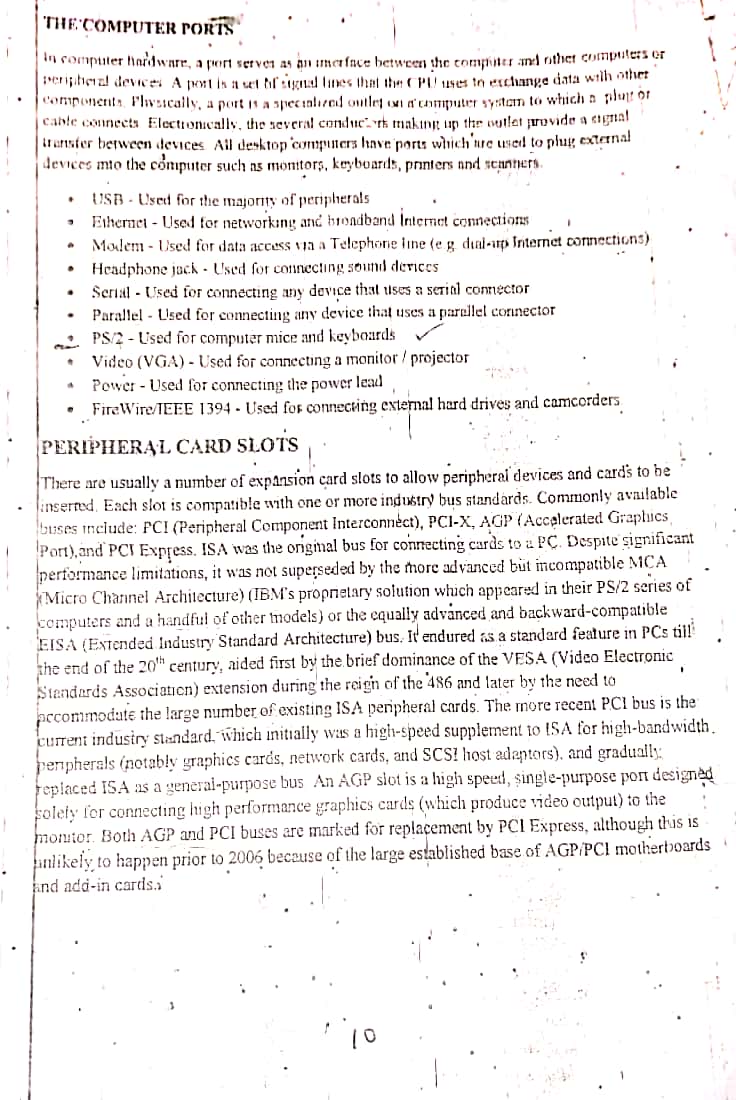 THE COMPUTER PORTS
In computer hardware, a port serves as an interface between the computer and other computers or
peripheral devices. A port is a set of signal lines that the CPU uses to exchange data with other
components. Physically, a port is a specialized outlet on a computer system to which a plug or
cable connects. Electronically, the several conductors making up the outlet provide a signal
transfer between devices. All desktop computers have ports which are used to plug external
devices into the computer such as monitors, keyboards, printers and scanners.
• USB - Used for the majority of peripherals
• Ethernet - Used for networking and broadband Internet connections
• Modem - Used for data access via a Telephone line (e.g. dial-up Internet connections)
• Headphone jack - Used for connecting sound devices
• Serial - Used for connecting any device that uses a serial connector
• Parallel - Used for connecting any device that uses a parallel connector
• PS/2 - Used for computer mice and keyboards ✓
• Video (VGA) - Used for connecting a monitor / projector
• Power - Used for connecting the power lead
• FireWire/IEEE 1394 - Used for connecting external hard drives and camcorders
PERIPHERAL CARD SLOTS
There are usually a number of expansion card slots to allow peripheral devices and cards to be
inserted. Each slot is compatible with one or more industry bus standards. Commonly available
buses include: PCI (Peripheral Component Interconnect), PCI-X, AGP (Accelerated Graphics
Port),and PCI Express. ISA was the original bus for connecting cards to a PC. Despite significant
performance limitations, it was not superseded by the more advanced but incompatible MCA
(Micro Channel Architecture) (IBM's proprietary solution which appeared in their PS/2 series of
computers and a handful of other models) or the equally advanced and backward-compatible
EISA (Extended Industry Standard Architecture) bus. It endured as a standard feature in PCs till
the end of the 20th century, aided first by the brief dominance of the VESA (Video Electronic
Standards Association) extension during the reign of the 486 and later by the need to
accommodate the large number of existing ISA peripheral cards. The more recent PCI bus is the
current industry standard, which initially was a high-speed supplement to ISA for high-bandwidth
peripherals (notably graphics cards, network cards, and SCSI host adaptors), and gradually
replaced ISA as a general-purpose bus. An AGP slot is a high speed, single-purpose port designed
solely for connecting high performance graphics cards (which produce video output) to the
monitor. Both AGP and PCI buses are marked for replacement by PCI Express, although this is
unlikely to happen prior to 2006 because of the large established base of AGP/PCI motherboards
and add-in cards.
10